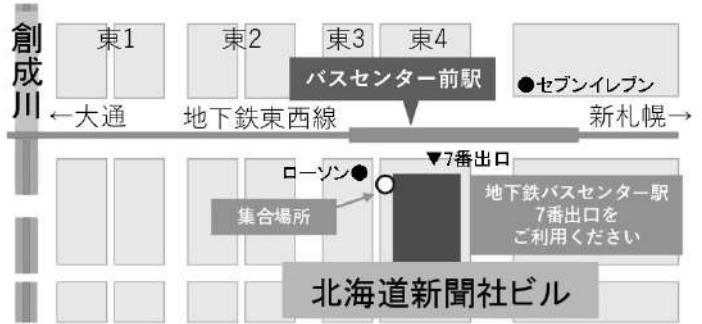 創成川
東1
東2
東3
東4
バスセンター前駅
●セブンイレブン
←大通
地下鉄東西線
新札幌→
▼7番出口
ローソン●
集合場所
地下鉄バスセンター駅
7番出口を
ご利用ください
北海道新聞社ビル